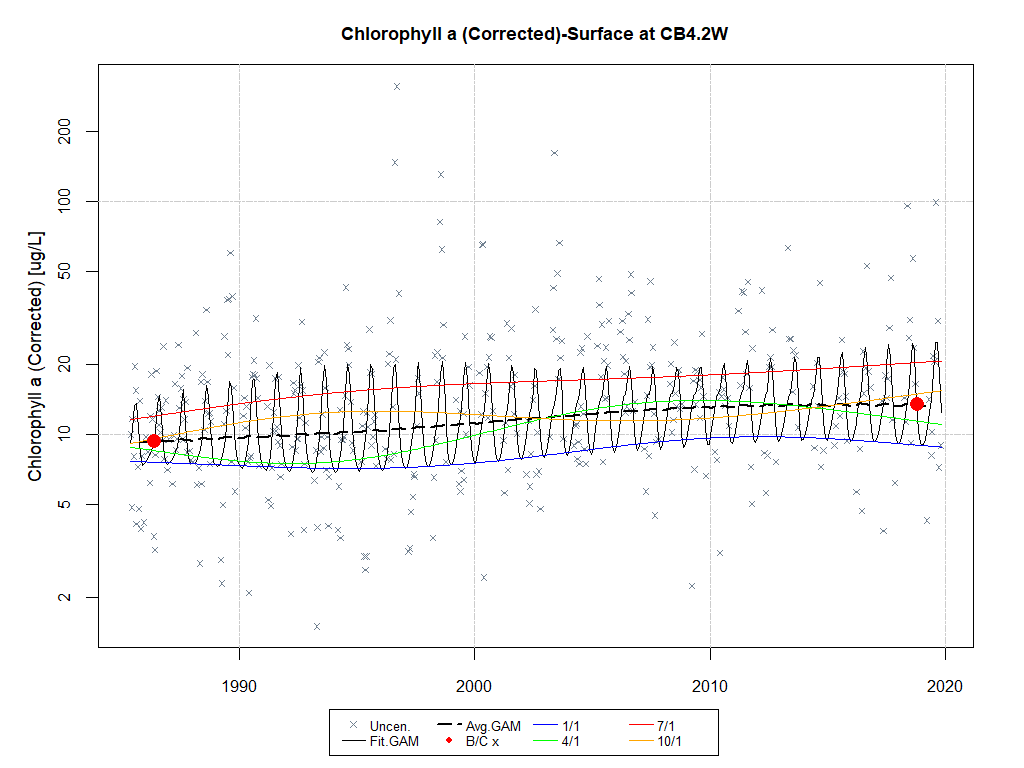 Chlorophyll a (Corrected)-Surface at CB4.2W
Chlorophyll a (Corrected) [ug/L]
200
100
50
20
10
5
2
1990
2000
2010
2020
Uncen. Avg.GAM 1/1 7/1
Fit.GAM B/C x 4/1 10/1